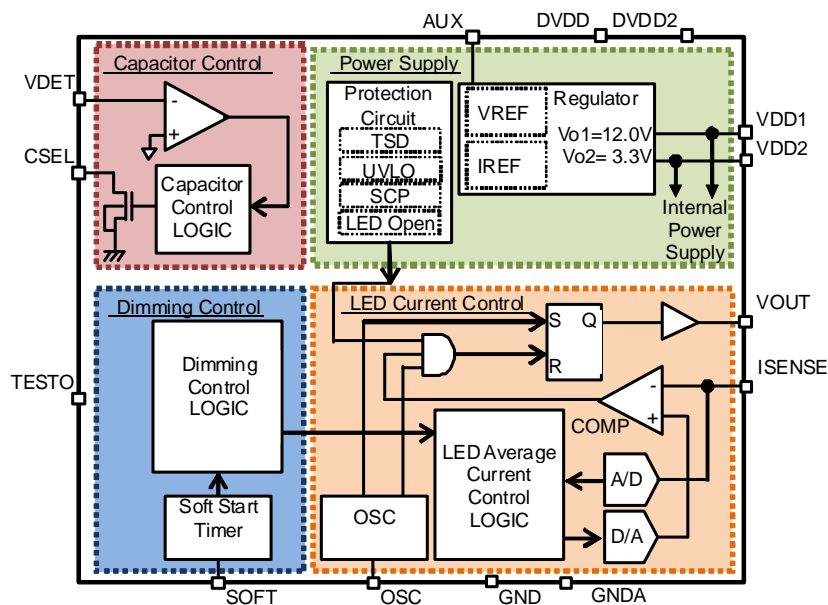 AUX
DVDD
DVDD2
Capacitor Control
Power Supply
VDET
-
+
CSEL
Capacitor
Control
LOGIC
Protection
Circuit
TSD
UVLO
SCP
LED Open
VREF
IREF
Regulator
Vo1=12.0V
Vo2= 3.3V
VDD1
VDD2
Internal
Power
Supply
Dimming Control
LED Current Control
S
Q
R
VOUT
ISENSE
TESTO
Dimming
Control
LOGIC
-
+
COMP
LED Average
Current
Control
LOGIC
A/D
D/A
Soft Start
Timer
OSC
SOFT
OSC
GND
GNDA